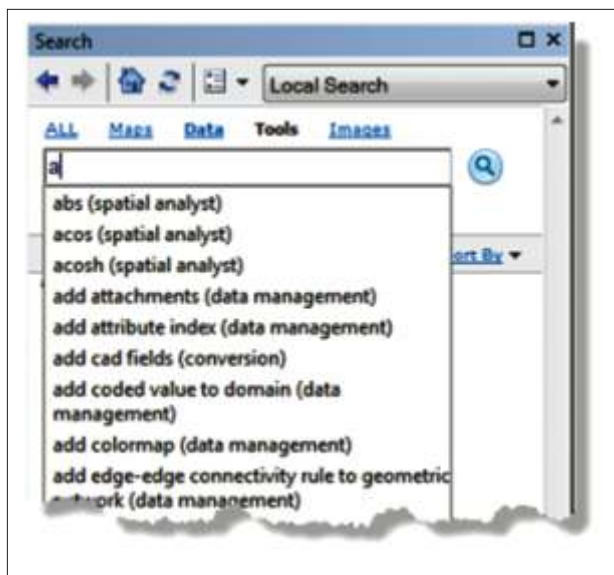 Search
Local Search
ALL Maps Data Tools Images
a
abs (spatial analyst)
acos (spatial analyst)
acosh (spatial analyst)
ort By
add attachments (data management)
add attribute index (data management)
add cad fields (conversion)
add coded value to domain (data
management)
add colormap (data management)
add edge-edge connectivity rule to geometric
(data management)